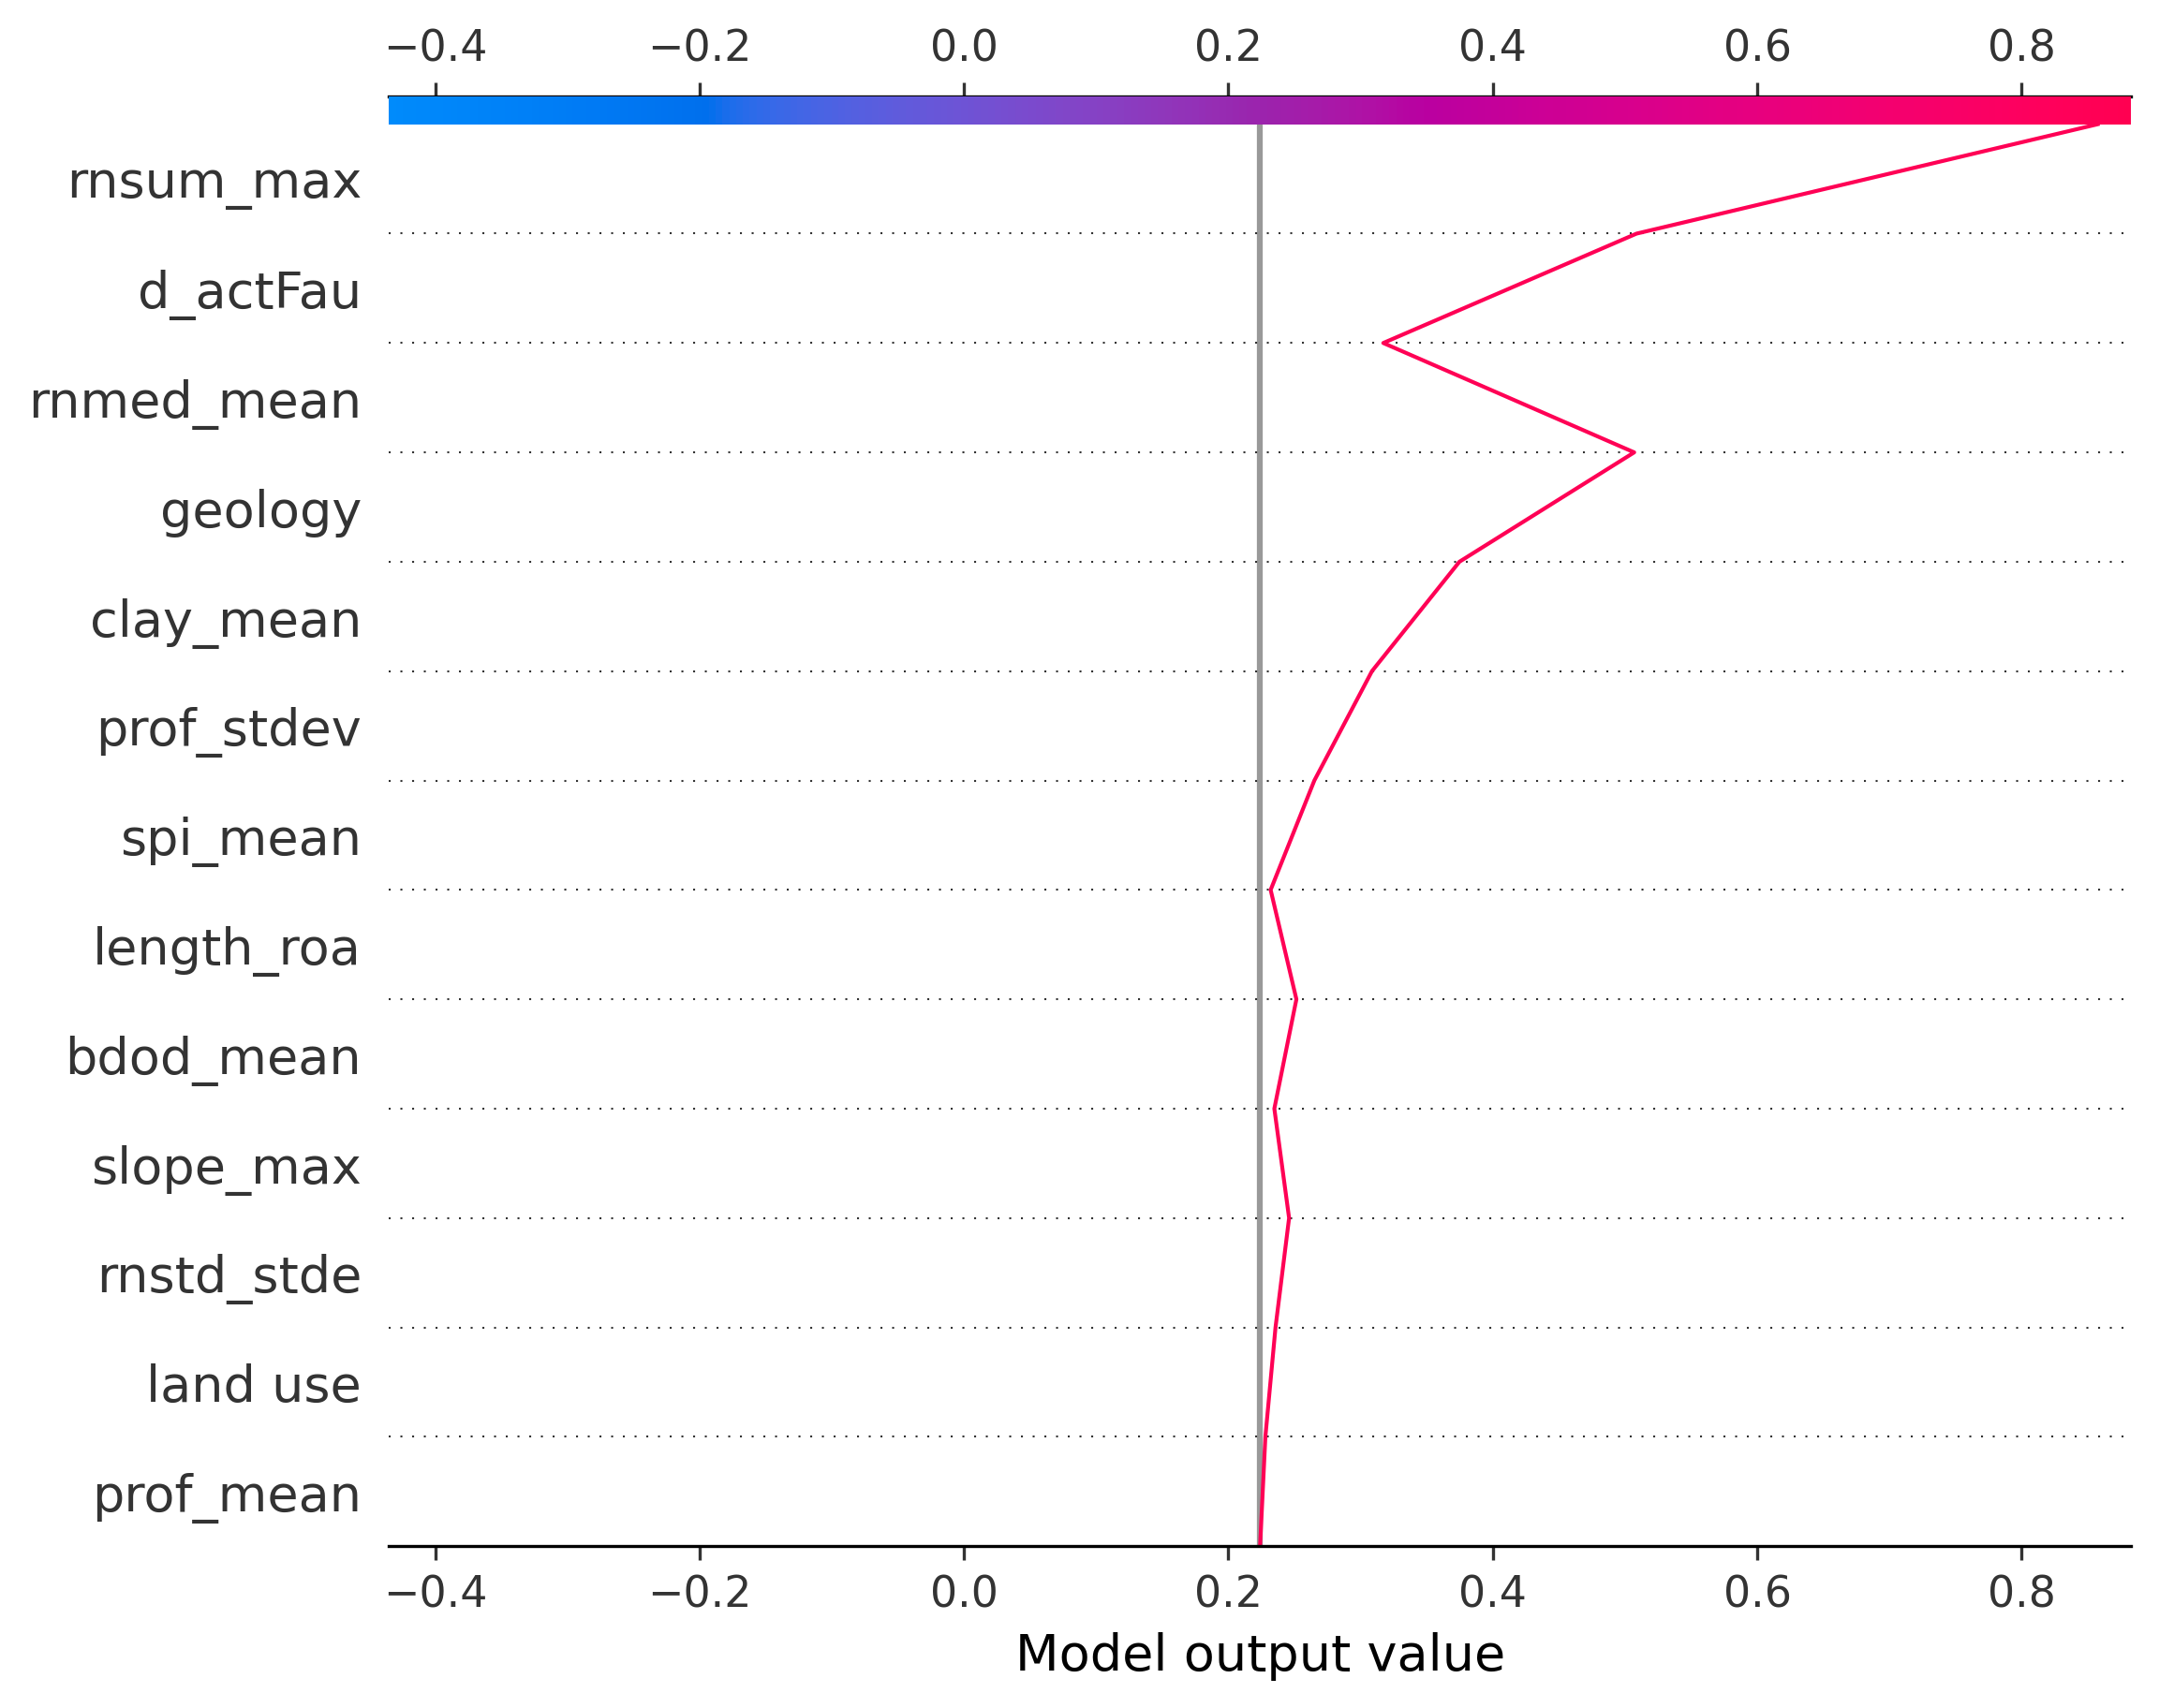 −0.4 −0.2 0.0 0.2 0.4 0.6 0.8
rnsum_max
d_actFau
rnmed_mean
geology
clay_mean
prof_stdev
spi_mean
length_roa
bdod_mean
slope_max
rnstd_stde
land use
prof_mean
−0.4 −0.2 0.0 0.2 0.4 0.6 0.8
Model output value